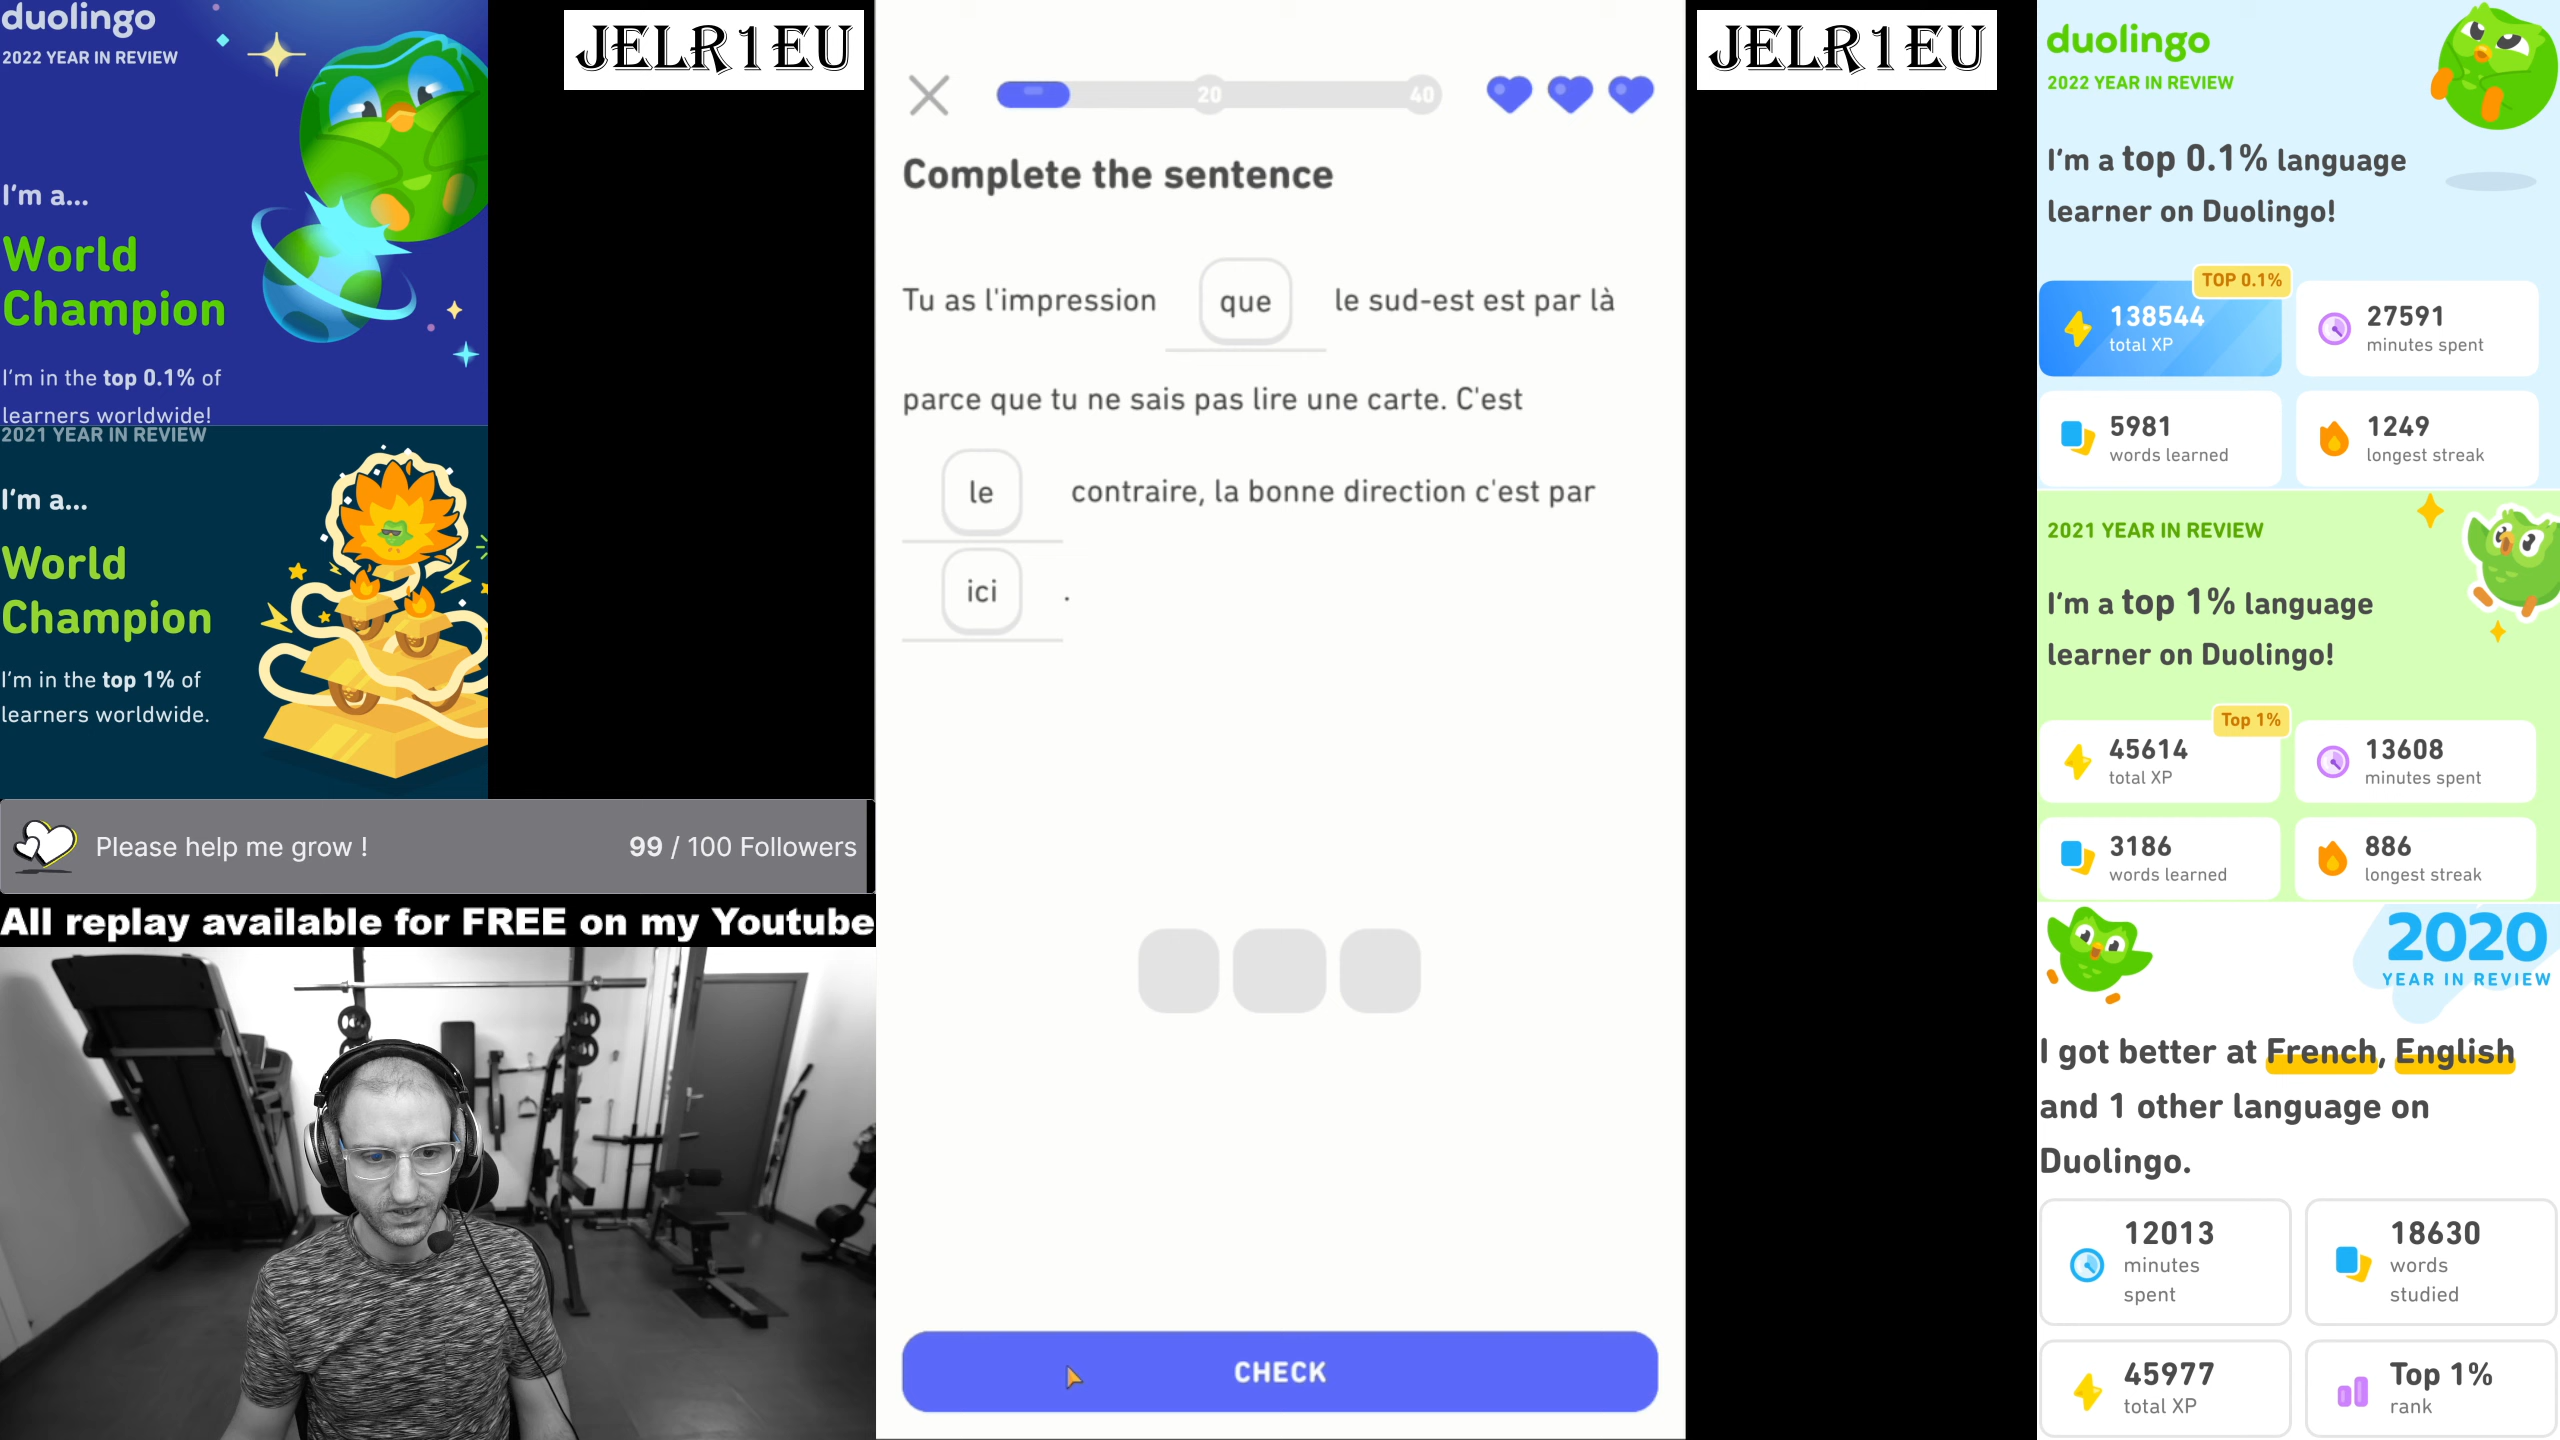 duolingo
2022 YEAR IN REVIEW
I'm a...
World
Champion
I'm in the top 0.1% of
learners worldwide!
2021 YEAR IN REVIEW
I'm a...
World
Champion
I'm in the top 1% of
learners worldwide.
JELR1EU
Please help me grow !
99 / 100 Followers
All replay available for FREE on my Youtube
20
40
Complete the sentence
Tu as l'impression que le sud-est est par là
parce que tu ne sais pas lire une carte. C'est
le contraire, la bonne direction c'est par
ici .
CHECK
JELR1EU
duolingo
2022 YEAR IN REVIEW
I'm a top 0.1% language
learner on Duolingo!
TOP 0.1%
138544
total XP
27591
minutes spent
5981
words learned
1249
longest streak
2021 YEAR IN REVIEW
I'm a top 1% language
learner on Duolingo!
Top 1%
45614
total XP
13608
minutes spent
3186
words learned
886
longest streak
2020
YEAR IN REVIEW
I got better at French, English
and 1 other language on
Duolingo.
12013
minutes
spent
18630
words
studied
45977
total XP
Top 1%
rank